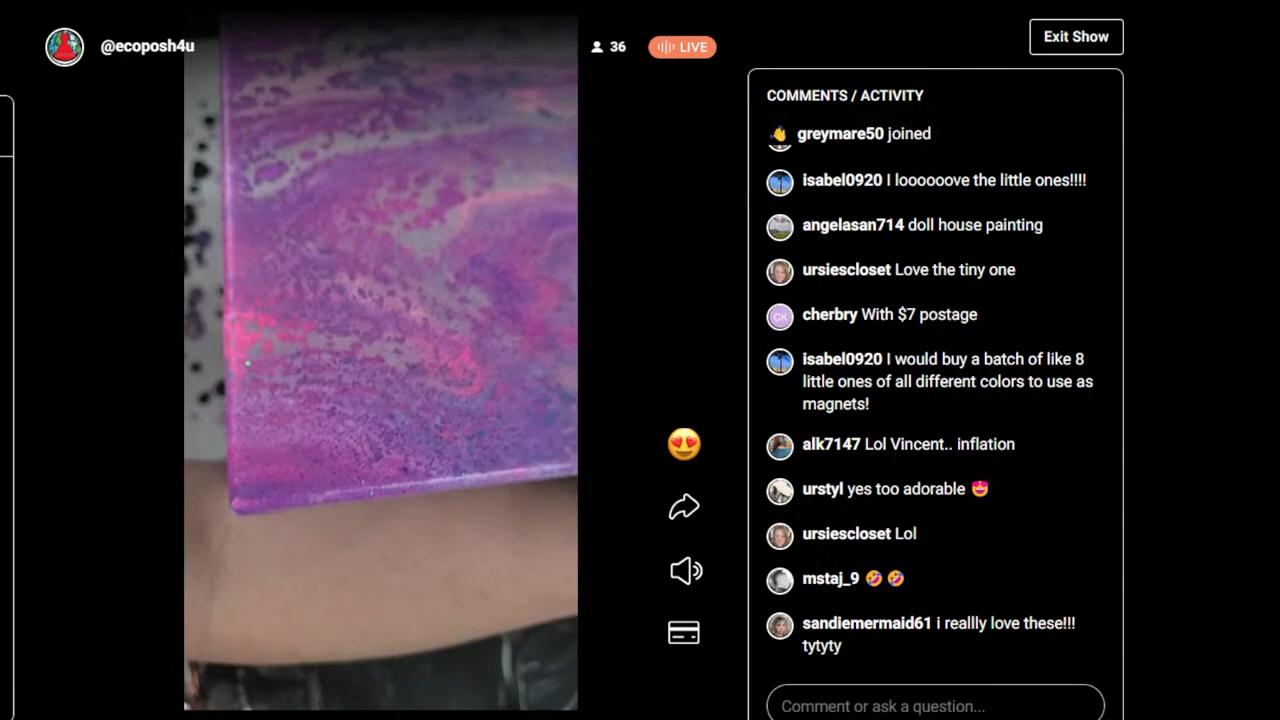 @ecoposh4u
36
LIVE
Exit Show
COMMENTS / ACTIVITY
greymare50 joined
isabel0920 I loooooove the little ones!!!!
angelasan714 doll house painting
ursiescloset Love the tiny one
CK
cherbry With $7 postage
isabel0920 I would buy a batch of like 8
little ones of all different colors to use as
magnets!
alk7147 Lol Vincent.. inflation
urstyl yes too adorable 😍
ursiescloset Lol
mstaj_9 🤣 🤣
sandiemermaid61 i reallly love these!!!
tytyty
Comment or ask a question...